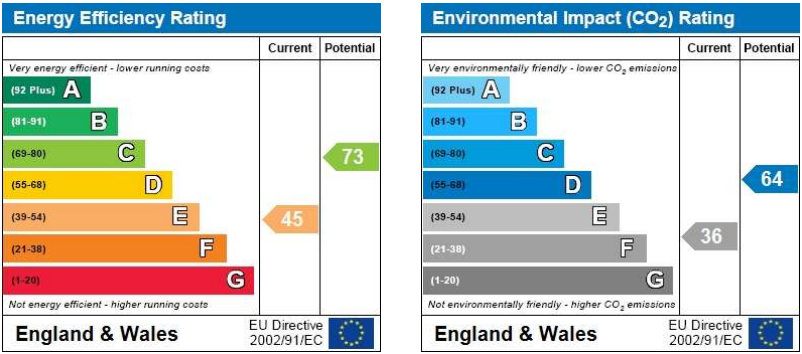 Energy Efficiency Rating
Current Potential
Very energy efficient - lower running costs
(92 Plus) A
(81-91) B
(69-80) C
73
(55-68) D
(39-54) E
45
(21-38) F
(1-20) G
Not energy efficient - higher running costs
England & Wales
EU Directive
2002/91/EC
Environmental Impact (CO₂) Rating
Current Potential
Very environmentally friendly - lower CO₂ emissions
(92 Plus) A
(81-91) B
(69-80) C
(55-68) D
64
(39-54) E
(21-38) F
36
(1-20) G
Not environmentally friendly - higher CO₂ emissions
England & Wales
EU Directive
2002/91/EC